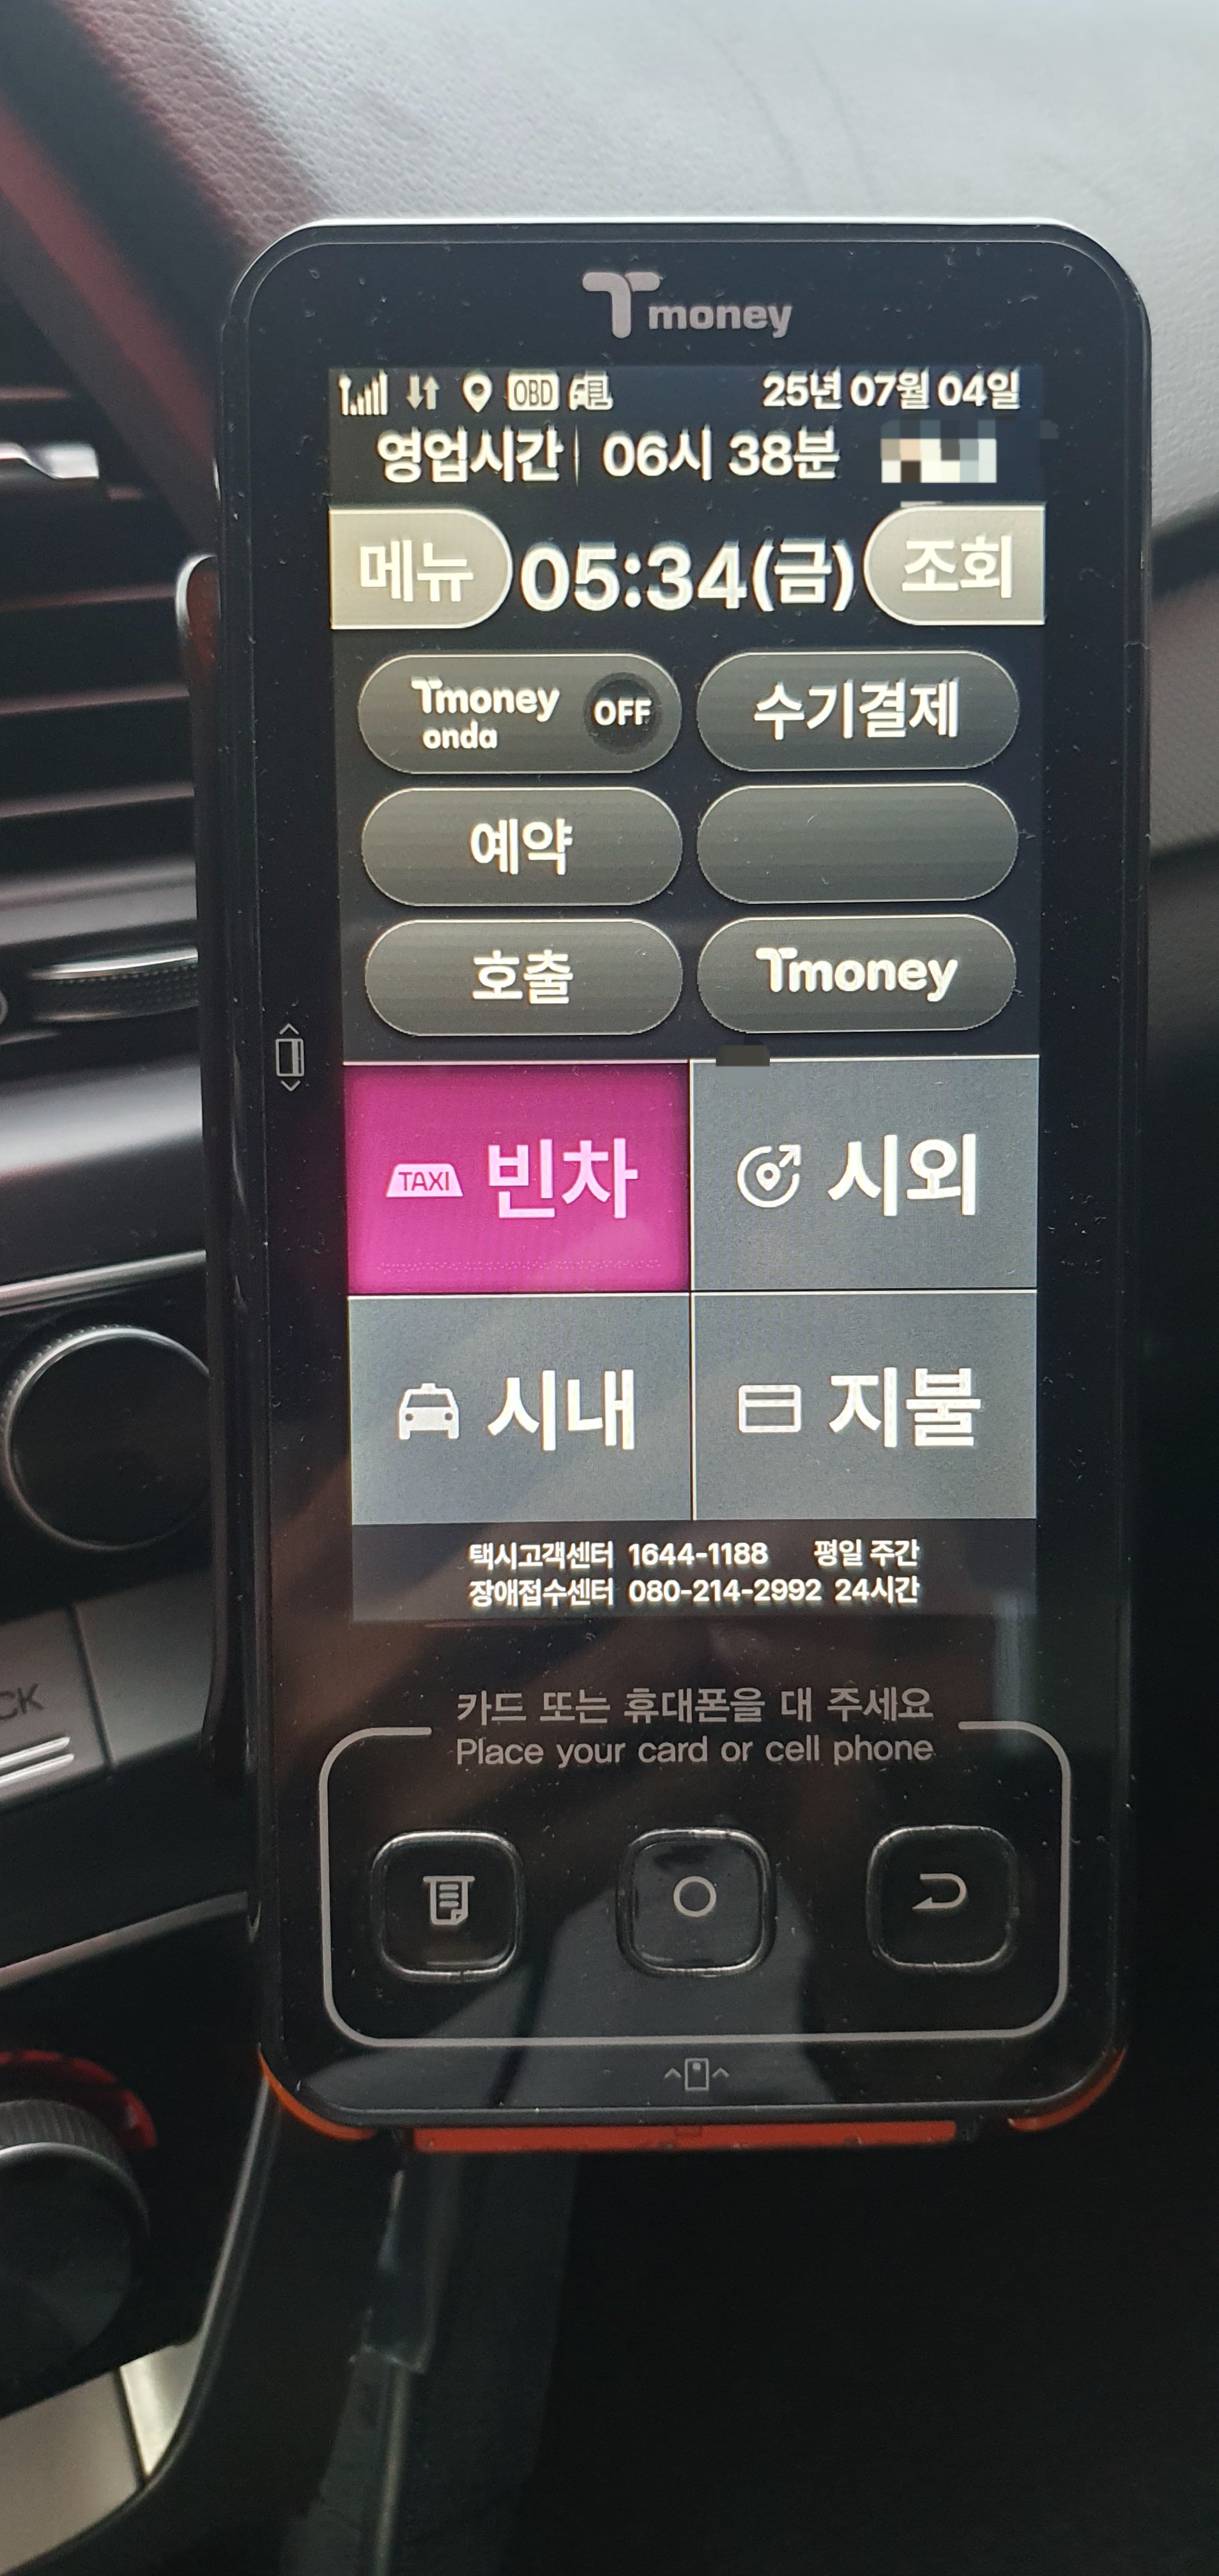 Tmoney
OBD 25년 07월 04일
영업시간 06시 38분
메뉴 05:34(금) 조회
Tmoney onda OFF 수기결제
예약
호출 Tmoney
TAXI 빈차 시외
시내 지불
택시고객센터 1644-1188 평일 주간
장애접수센터 080-214-2992 24시간
카드 또는 휴대폰을 대 주세요
Place your card or cell phone
CK